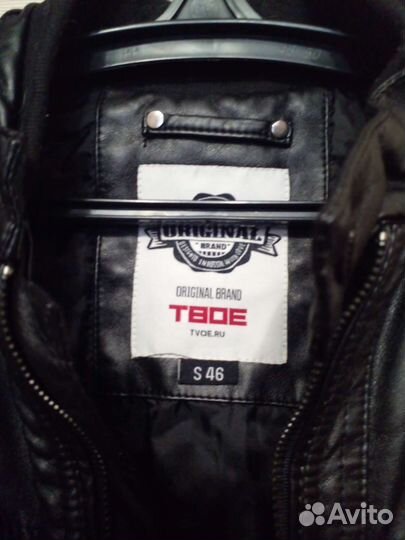 ORIGINAL
BRAND
ORIGINAL BRAND
ТВОЕ
TVOE.RU
S 46
Avito